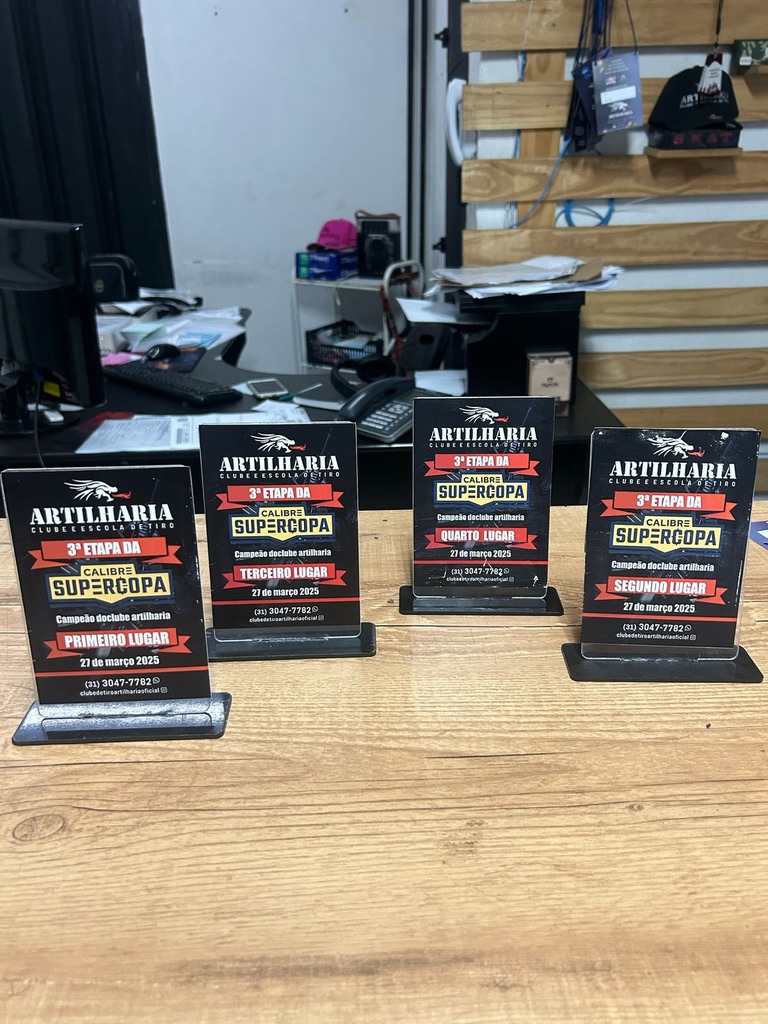 ARTILHARIA
CLUBE E ESCOLA DE TIRO
3ª ETAPA DA
CALIBRE
SUPERCOPA
Campeão doclube artilharia
PRIMEIRO LUGAR
27 de março 2025
(31) 3047-7782
clubedetiroartilhariaoficial
ARTILHARIA
CLUBE E ESCOLA DE TIRO
3ª ETAPA DA
CALIBRE
SUPERCOPA
Campeão doclube artilharia
TERCEIRO LUGAR
27 de março 2025
(31) 3047-7782
clubedetiroartilhariaoficial
ARTILHARIA
CLUBE E ESCOLA DE TIRO
3ª ETAPA DA
CALIBRE
SUPERCOPA
Campeão doclube artilharia
QUARTO LUGAR
27 de março 2025
(31) 3047-7782
clubedetiroartilhariaoficial
ARTILHARIA
CLUBE E ESCOLA DE TIRO
3ª ETAPA DA
CALIBRE
SUPERCOPA
Campeão doclube artilharia
SEGUNDO LUGAR
27 de março 2025
(31) 3047-7782
clubedetiroartilhariaoficial